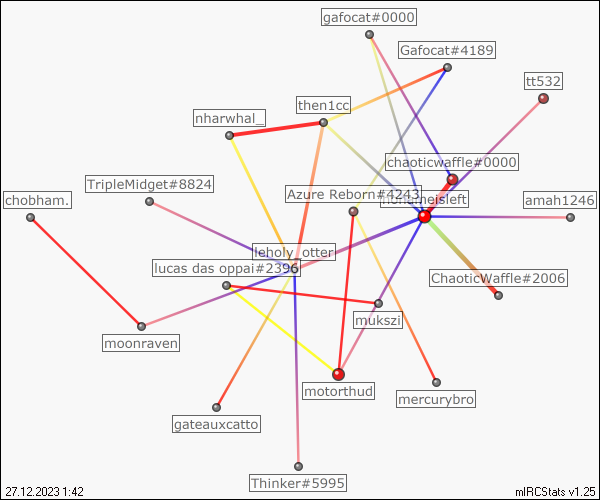 gafocat#0000
Gafocat#4189
tt532
then1cc
nharwhal_
chaoticwaffle#0000
TripleMidget#8824
Azure Reborn#4243
chobham.
amah1246
leholy_otter
lucas das oppai#2396
ChaoticWaffle#2006
mukszi
moonraven
motorthud
mercurybro
gateauxcatto
Thinker#5995
27.12.2023 1:42
mIRCStats v1.25